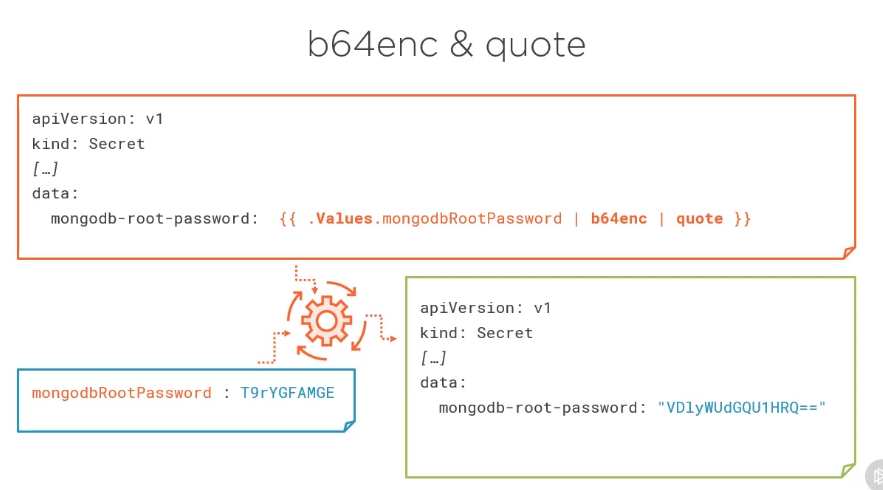 b64enc & quote
apiVersion: v1
kind: Secret
[…]
data:
  mongodb-root-password:  {{ .Values.mongodbRootPassword | b64enc | quote }}
mongodbRootPassword : T9rYGFAMGE
apiVersion: v1
kind: Secret
[…]
data:
  mongodb-root-password: "VDlyWUdGQU1HRQ=="